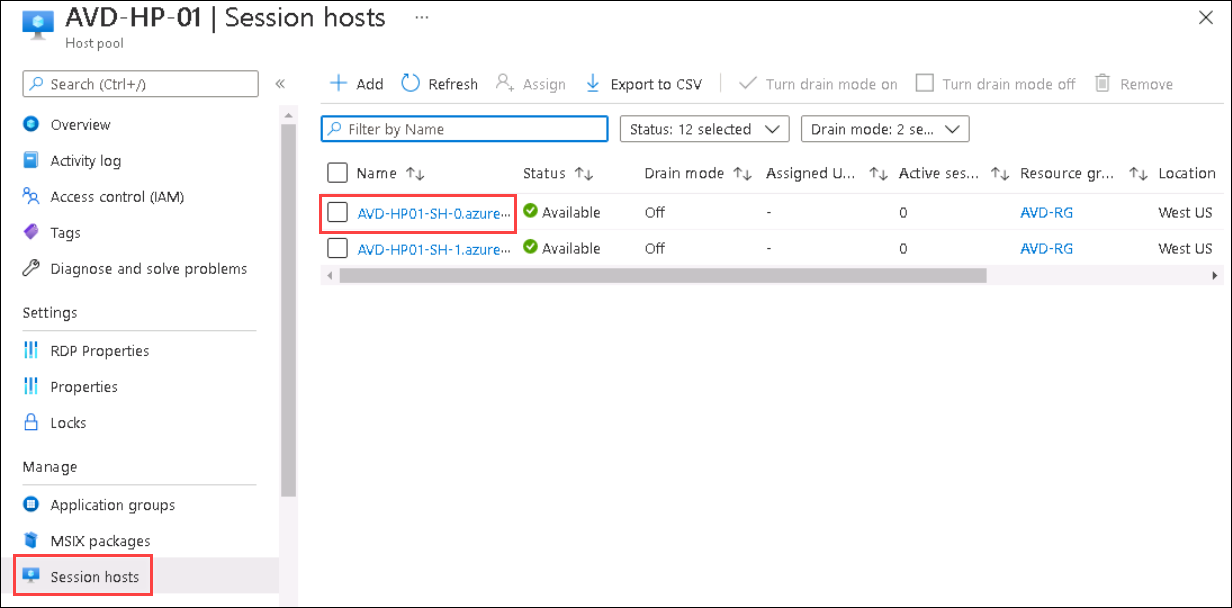 AVD-HP-01 | Session hosts ...
Host pool
Search (Ctrl+/)
«
Add Refresh Assign Export to CSV Turn drain mode on Turn drain mode off Remove
Overview
Activity log
Access control (IAM)
Tags
Diagnose and solve problems
Settings
RDP Properties
Properties
Locks
Manage
Application groups
MSIX packages
Session hosts
Filter by Name Status: 12 selected Drain mode: 2 se...
Name Status Drain mode Assigned U... Active ses... Resource gr... Location
AVD-HP01-SH-0.azure... Available Off - 0 AVD-RG West US
AVD-HP01-SH-1.azure... Available Off - 0 AVD-RG West US